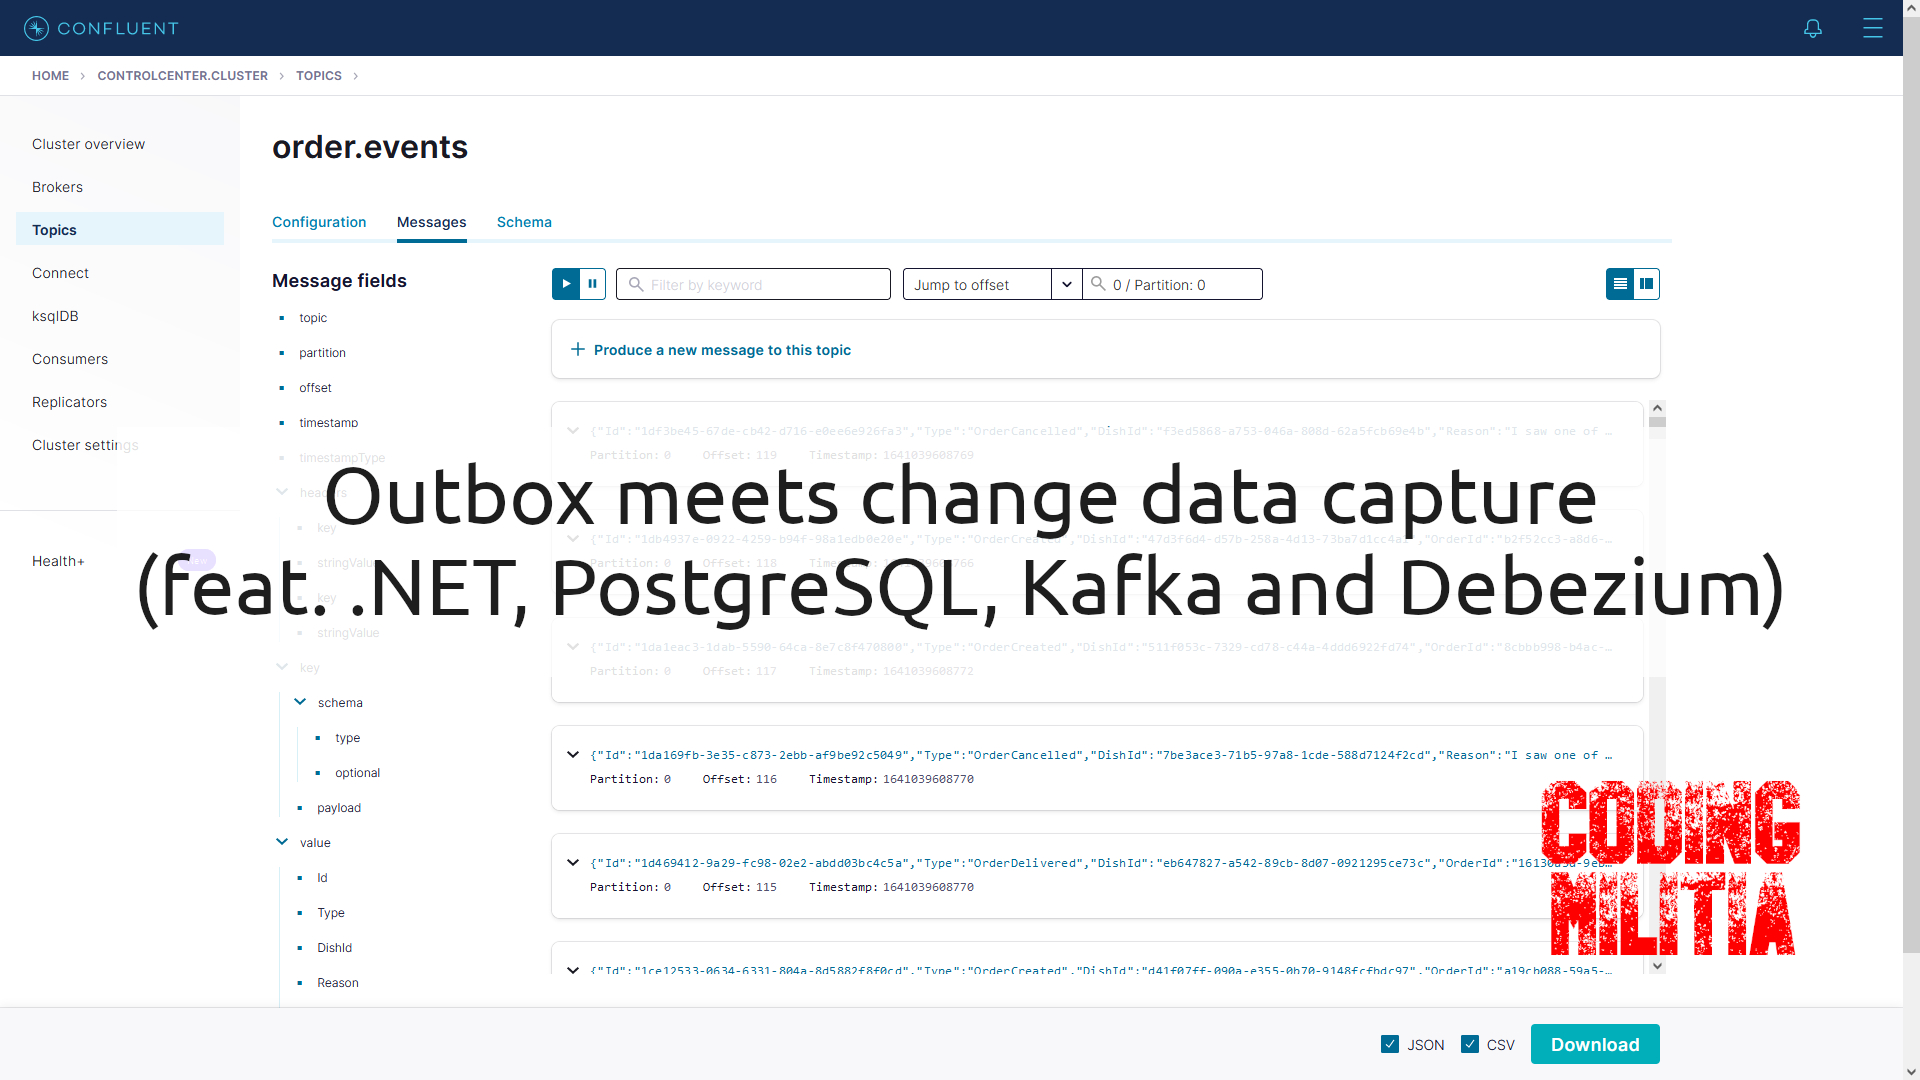 CONFLUENT
HOME > CONTROLCENTER.CLUSTER > TOPICS >
Cluster overview
Brokers
Topics
Connect
ksqlDB
Consumers
Replicators
Cluster settings
Health+
order.events
Configuration Messages Schema
Message fields
topic
partition
offset
timestamp
timestampType
headers
key
stringValue
key
stringValue
key
schema
type
optional
payload
value
Id
Type
DishId
Reason
Filter by keyword
Jump to offset
0 / Partition: 0
Produce a new message to this topic
{"Id":"1df3be45-67de-cb42-d716-e0ee6e926fa3","Type":"OrderCancelled","DishId":"f3ed5868-a753-046a-808d-62a5fcb69e4b","Reason":"I saw one of …
Partition: 0 Offset: 119 Timestamp: 1641039608769
Outbox meets change data capture
(feat. .NET, PostgreSQL, Kafka and Debezium)
{"Id":"1db4937e-0922-4259-b94f-98a1edb0e20e","Type":"OrderCreated","DishId":"47d3f6d4-d57b-258a-4d13-73ba7d1cc4a2","OrderId":"b2f52cc3-a8d6-…
Partition: 0 Offset: 118
{"Id":"1da1eac3-1dab-5590-64ca-8e7c8f470800","Type":"OrderCreated","DishId":"511f053c-7329-cd78-c44a-4ddd6922fd74","OrderId":"8cbbb998-b4ac-…
Partition: 0 Offset: 117 Timestamp: 1641039608772
{"Id":"1da169fb-3e35-c873-2ebb-af9be92c5049","Type":"OrderCancelled","DishId":"7be3ace3-71b5-97a8-1cde-588d7124f2cd","Reason":"I saw one of …
Partition: 0 Offset: 116 Timestamp: 1641039608770
{"Id":"1d469412-9a29-fc98-02e2-abdd03bc4c5a","Type":"OrderDelivered","DishId":"eb647827-a542-89cb-8d07-0921295ce73c","OrderId":
Partition: 0 Offset: 115 Timestamp: 1641039608770
{"Id":"1ce12533-0634-6331-804a-8d5882f8f0cd","Type":"OrderCreated","DishId":"d41f07ff-090a-e355-0b70-9148fcfbdc97","OrderId":"a19cb088-59a5-…
CODING
MILITIA
JSON CSV Download